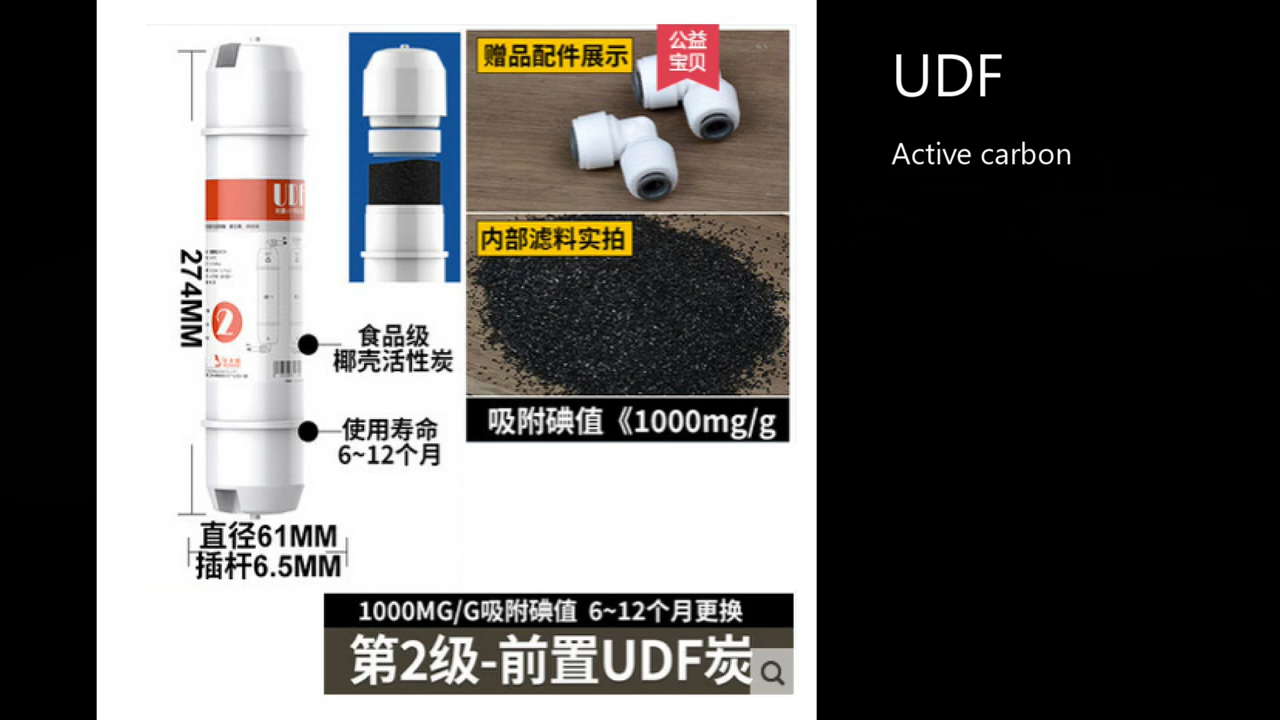 UDF
Active carbon
赠品配件展示
公益
宝贝
内部滤料实拍
吸附碘值《1000mg/g
UDF
274MM
2
食品级
椰壳活性炭
使用寿命
6~12个月
直径61MM
插杆6.5MM
1000MG/G吸附碘值 6~12个月更换
第2级-前置UDF炭